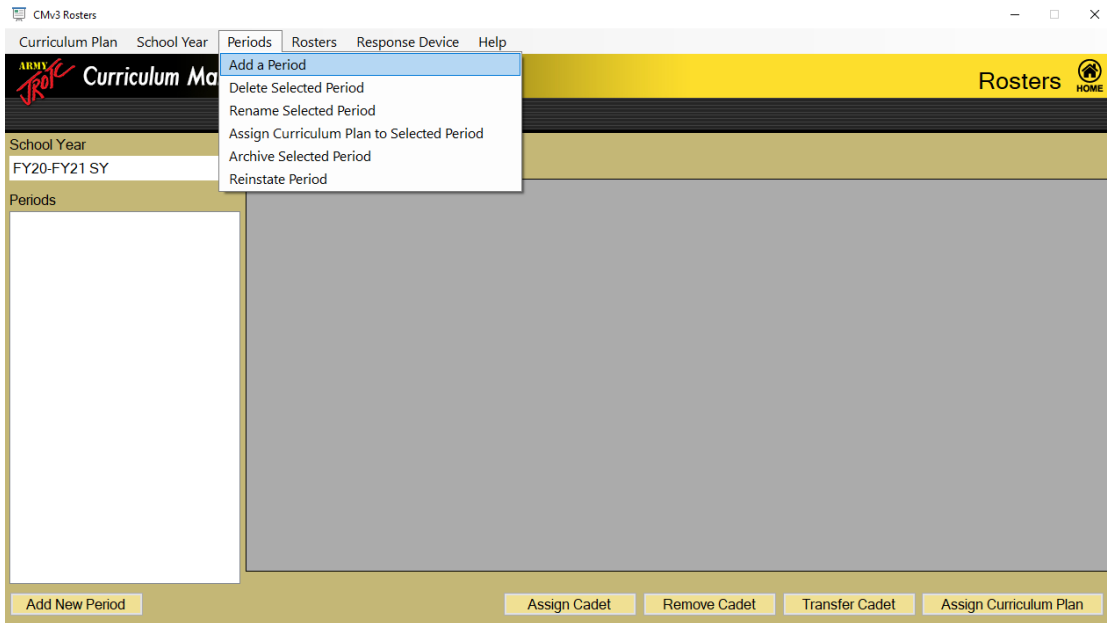 CMv3 Rosters
Curriculum Plan School Year Periods Rosters Response Device Help
ARMY JROTC
Curriculum Ma
Add a Period
Delete Selected Period
Rename Selected Period
Assign Curriculum Plan to Selected Period
Archive Selected Period
Reinstate Period
Rosters
HOME
School Year
FY20-FY21 SY
Periods
Add New Period
Assign Cadet
Remove Cadet
Transfer Cadet
Assign Curriculum Plan